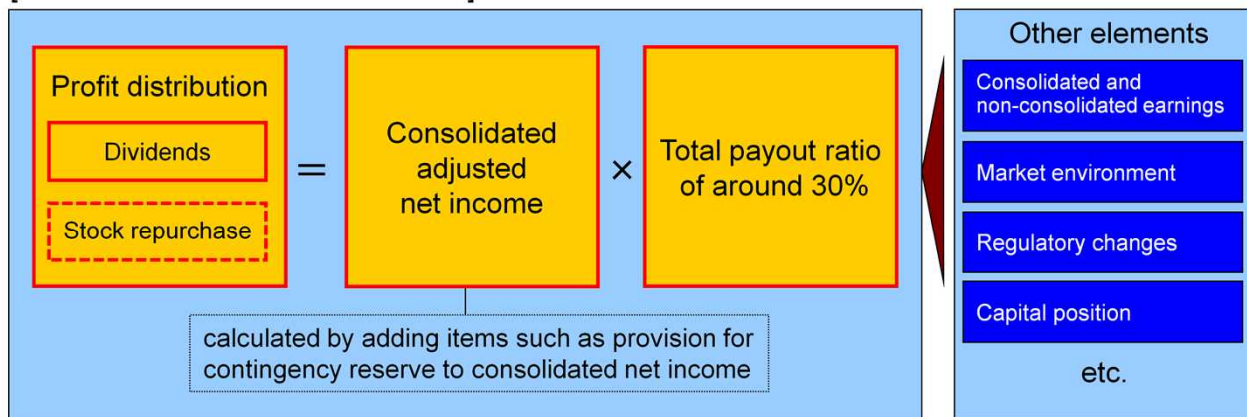 Profit distribution
Dividends
Stock repurchase
=
Consolidated
adjusted
net income
×
Total payout ratio
of around 30%
calculated by adding items such as provision for
contingency reserve to consolidated net income
Other elements
Consolidated and
non-consolidated earnings
Market environment
Regulatory changes
Capital position
etc.